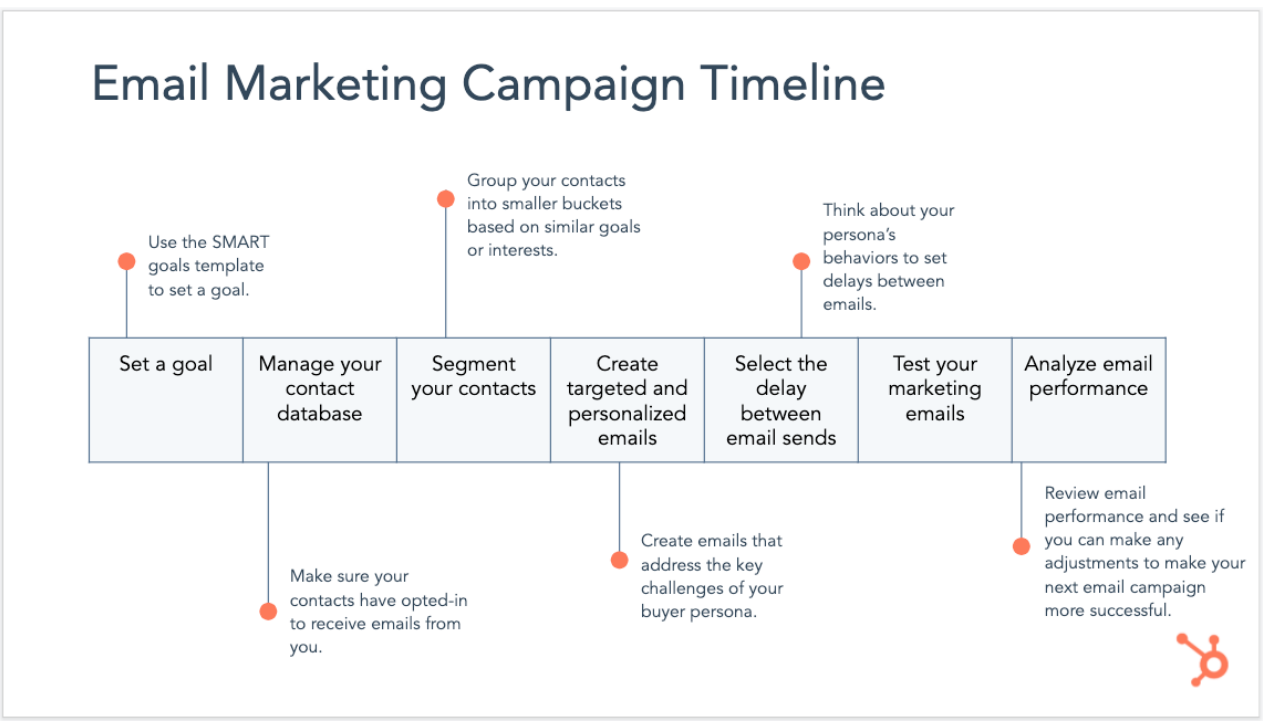 Email Marketing Campaign Timeline
Use the SMART
goals template
to set a goal.
Group your contacts
into smaller buckets
based on similar goals
or interests.
Think about your
persona’s
behaviors to set
delays between
emails.
Set a goal
Manage your
contact
database
Segment
your contacts
Create
targeted and
personalized
emails
Select the
delay
between
email sends
Test your
marketing
emails
Analyze email
performance
Make sure your
contacts have opted-in
to receive emails from
you.
Create emails that
address the key
challenges of your
buyer persona.
Review email
performance and see if
you can make any
adjustments to make your
next email campaign
more successful.